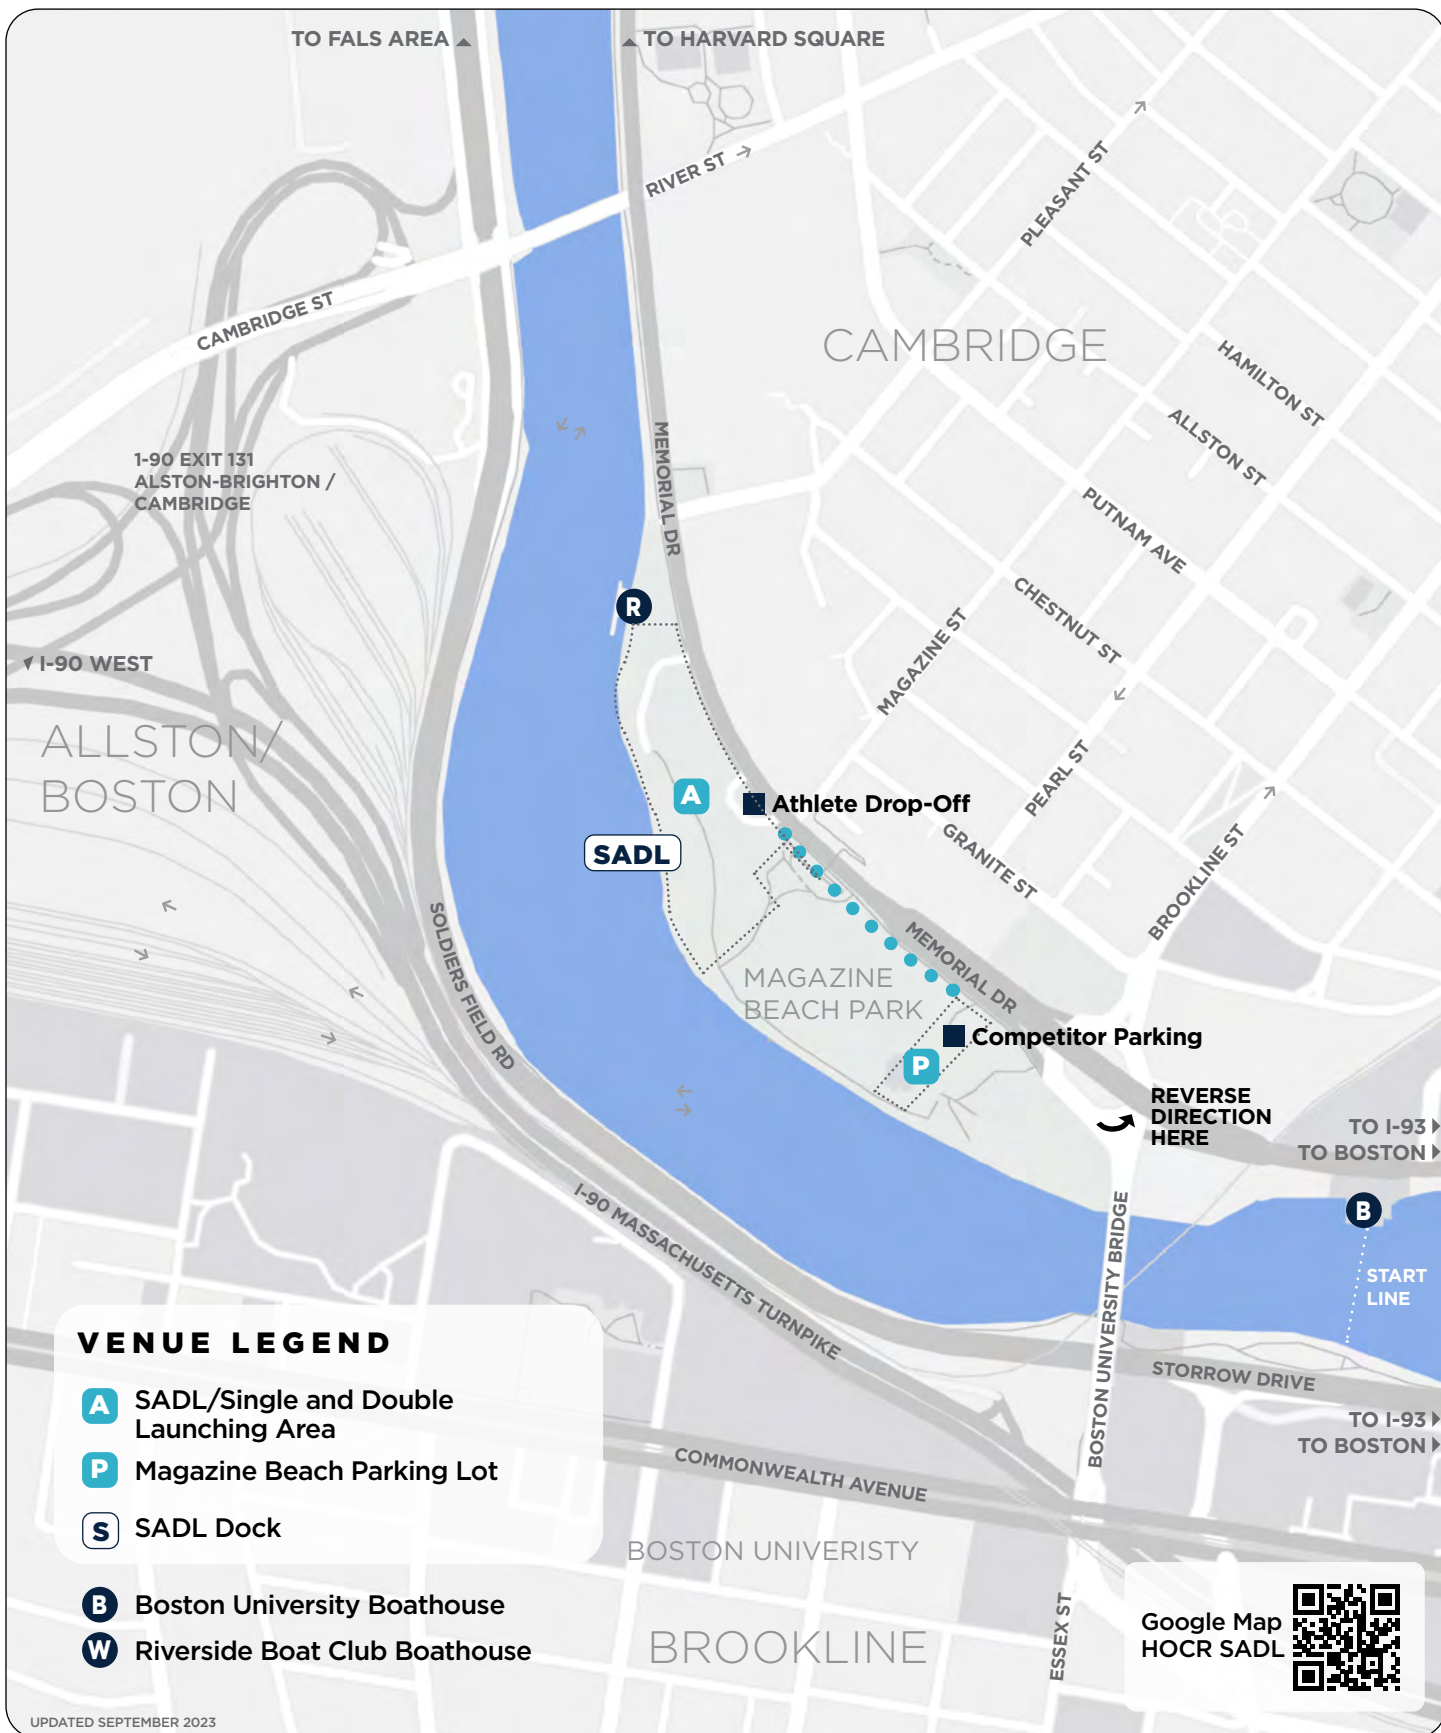 TO FALS AREA
TO HARVARD SQUARE
RIVER ST
PLEASANT ST
CAMBRIDGE ST
CAMBRIDGE
HAMILTON ST
ALLSTON ST
MEMORIAL DR
1-90 EXIT 131
ALSTON-BRIGHTON /
CAMBRIDGE
PUTNAM AVE
CHESTNUT ST
R
MAGAZINE ST
I-90 WEST
ALLSTON/
BOSTON
PEARL ST
A
Athlete Drop-Off
SADL
GRANITE ST
BROOKLINE ST
SOLDIERS FIELD RD
MEMORIAL DR
MAGAZINE
BEACH PARK
Competitor Parking
P
REVERSE
DIRECTION
HERE
TO I-93
TO BOSTON
B
START
LINE
I-90 MASSACHUSETTS TURNPIKE
BOSTON UNIVERSITY BRIDGE
STORROW DRIVE
TO I-93
TO BOSTON
COMMONWEALTH AVENUE
BOSTON UNIVERISTY
BROOKLINE
ESSEX ST
VENUE LEGEND
A SADL/Single and Double
Launching Area
P Magazine Beach Parking Lot
S SADL Dock
B Boston University Boathouse
W Riverside Boat Club Boathouse
Google Map
HOCR SADL
UPDATED SEPTEMBER 2023